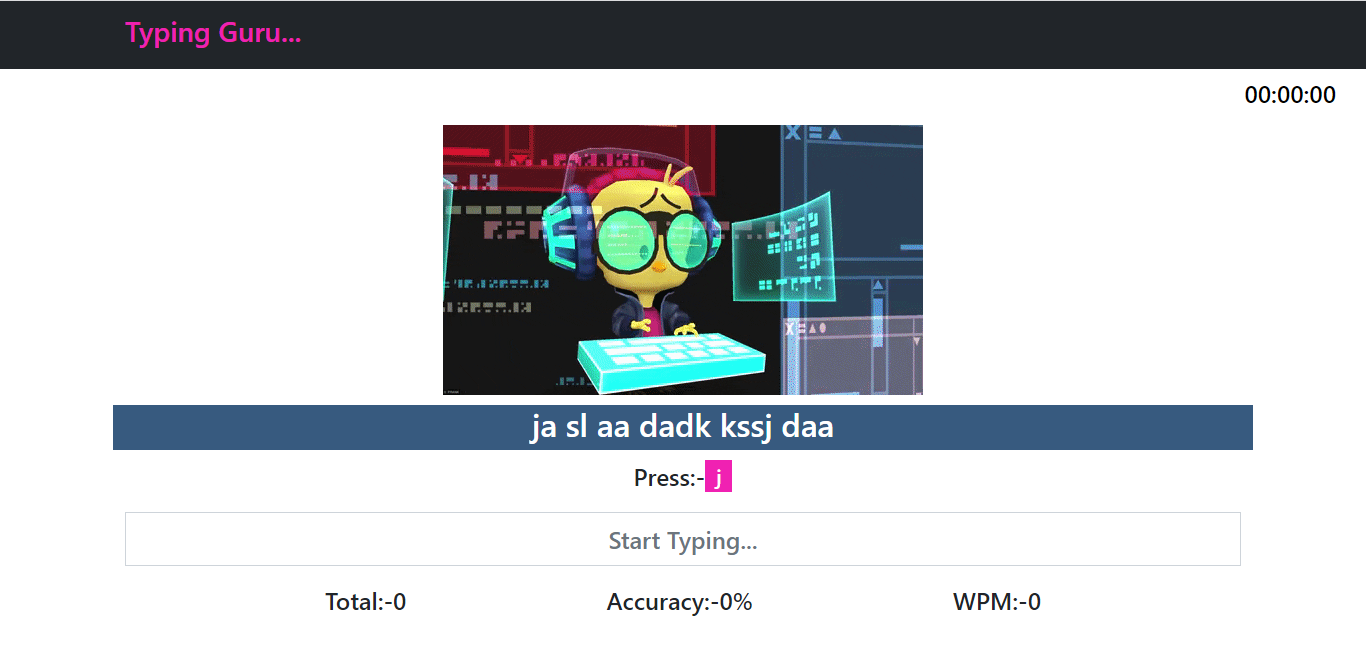 Typing Guru...
00:00:00
ja sl aa dadk kssj daa
Press:-j
Start Typing...
Total:-0 Accuracy:-0% WPM:-0